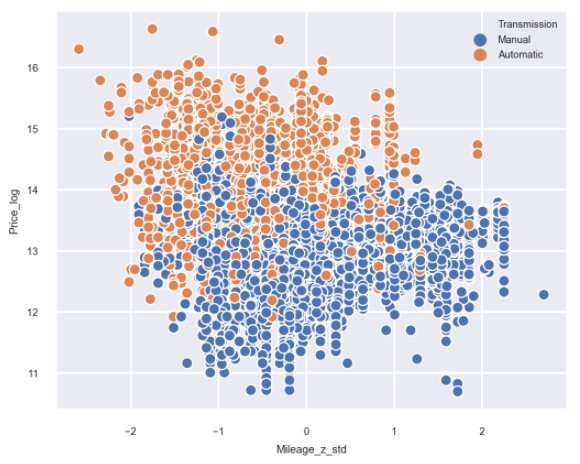 Transmission
Manual
Automatic
16
15
14
13
12
11
Price_log
−2
−1
0
1
2
Mileage_z_std